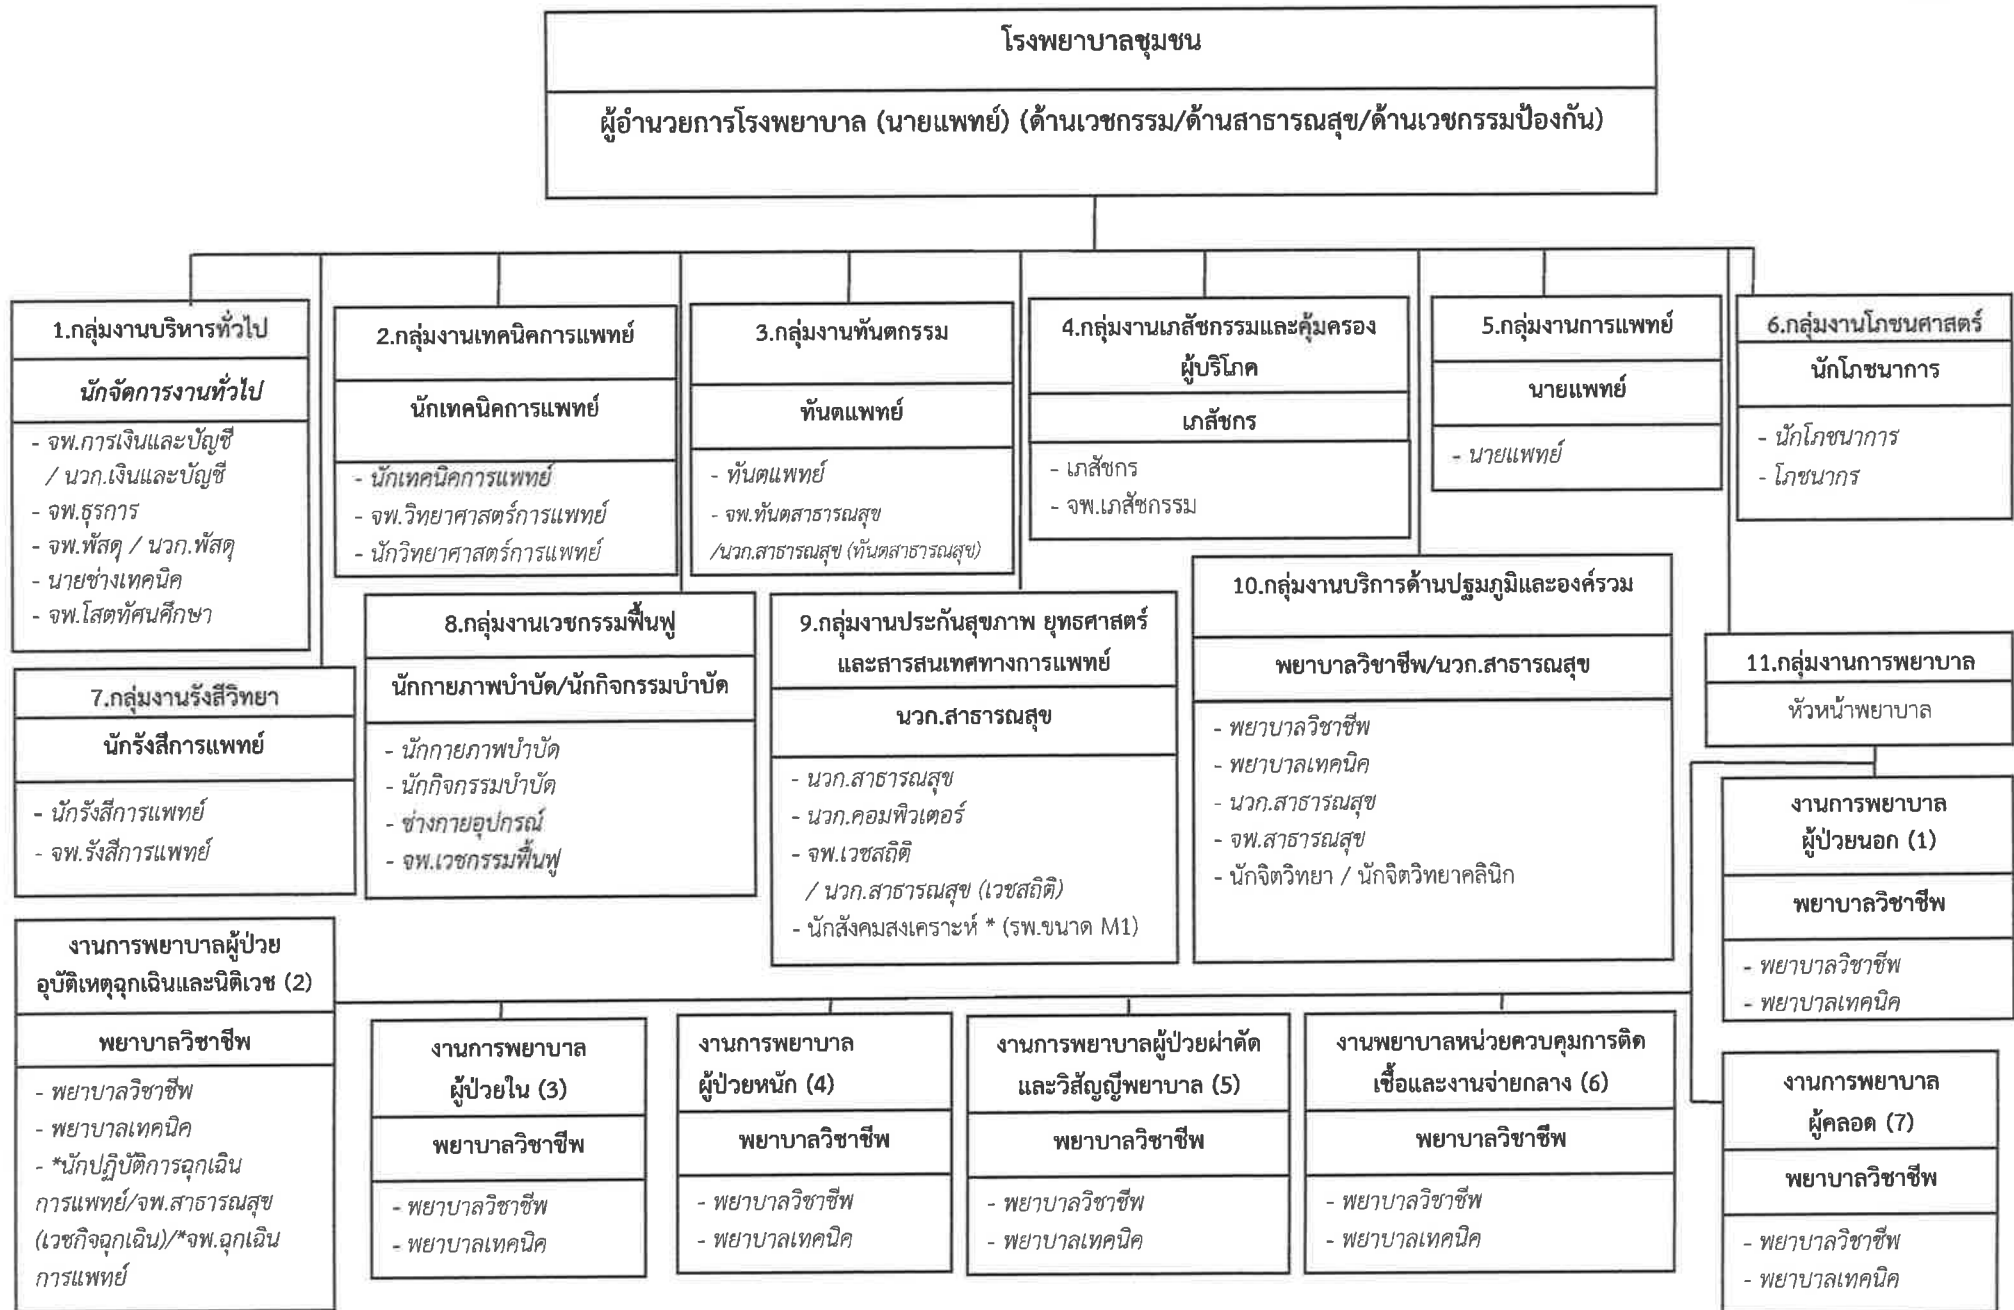 โรงพยาบาลชุมชน
ผู้อำนวยการโรงพยาบาล (นายแพทย์) (ด้านเวชกรรม/ด้านสาธารณสุข/ด้านเวชกรรมป้องกัน)
1.กลุ่มงานบริหารทั่วไป
นักจัดการงานทั่วไป
- จพ.การเงินและบัญชี
/ นวก.เงินและบัญชี
- จพ.ธุรการ
- จพ.พัสดุ / นวก.พัสดุ
- นายช่างเทคนิค
- จพ.โสตทัศนศึกษา
2.กลุ่มงานเทคนิคการแพทย์
นักเทคนิคการแพทย์
- นักเทคนิคการแพทย์
- จพ.วิทยาศาสตร์การแพทย์
- นักวิทยาศาสตร์การแพทย์
3.กลุ่มงานทันตกรรม
ทันตแพทย์
- ทันตแพทย์
- จพ.ทันตสาธารณสุข
/นวก.สาธารณสุข (ทันตสาธารณสุข)
4.กลุ่มงานเภสัชกรรมและคุ้มครอง
ผู้บริโภค
เภสัชกร
- เภสัชกร
- จพ.เภสัชกรรม
5.กลุ่มงานการแพทย์
นายแพทย์
- นายแพทย์
6.กลุ่มงานโภชนศาสตร์
นักโภชนาการ
- นักโภชนาการ
- โภชนากร
7.กลุ่มงานรังสีวิทยา
นักรังสีการแพทย์
- นักรังสีการแพทย์
- จพ.รังสีการแพทย์
8.กลุ่มงานเวชกรรมฟื้นฟู
นักกายภาพบำบัด/นักกิจกรรมบำบัด
- นักกายภาพบำบัด
- นักกิจกรรมบำบัด
- ช่างกายอุปกรณ์
- จพ.เวชกรรมฟื้นฟู
9.กลุ่มงานประกันสุขภาพ ยุทธศาสตร์
และสารสนเทศทางการแพทย์
นวก.สาธารณสุข
- นวก.สาธารณสุข
- นวก.คอมพิวเตอร์
- จพ.เวชสถิติ
/ นวก.สาธารณสุข (เวชสถิติ)
- นักสังคมสงเคราะห์ * (รพ.ขนาด M1)
10.กลุ่มงานบริการด้านปฐมภูมิและองค์รวม
พยาบาลวิชาชีพ/นวก.สาธารณสุข
- พยาบาลวิชาชีพ
- พยาบาลเทคนิค
- นวก.สาธารณสุข
- จพ.สาธารณสุข
- นักจิตวิทยา / นักจิตวิทยาคลินิก
11.กลุ่มงานการพยาบาล
หัวหน้าพยาบาล
งานการพยาบาล
ผู้ป่วยนอก (1)
พยาบาลวิชาชีพ
- พยาบาลวิชาชีพ
- พยาบาลเทคนิค
งานการพยาบาลผู้ป่วย
อุบัติเหตุฉุกเฉินและนิติเวช (2)
พยาบาลวิชาชีพ
- พยาบาลวิชาชีพ
- พยาบาลเทคนิค
- *นักปฏิบัติการฉุกเฉิน
การแพทย์/จพ.สาธารณสุข
(เวชกิจฉุกเฉิน)/*จพ.ฉุกเฉิน
การแพทย์
งานการพยาบาล
ผู้ป่วยใน (3)
พยาบาลวิชาชีพ
- พยาบาลวิชาชีพ
- พยาบาลเทคนิค
งานการพยาบาล
ผู้ป่วยหนัก (4)
พยาบาลวิชาชีพ
- พยาบาลวิชาชีพ
- พยาบาลเทคนิค
งานการพยาบาลผู้ป่วยผ่าตัด
และวิสัญญีพยาบาล (5)
พยาบาลวิชาชีพ
- พยาบาลวิชาชีพ
- พยาบาลเทคนิค
งานพยาบาลหน่วยควบคุมการติด
เชื้อและงานจ่ายกลาง (6)
พยาบาลวิชาชีพ
- พยาบาลวิชาชีพ
- พยาบาลเทคนิค
งานการพยาบาล
ผู้คลอด (7)
พยาบาลวิชาชีพ
- พยาบาลวิชาชีพ
- พยาบาลเทคนิค